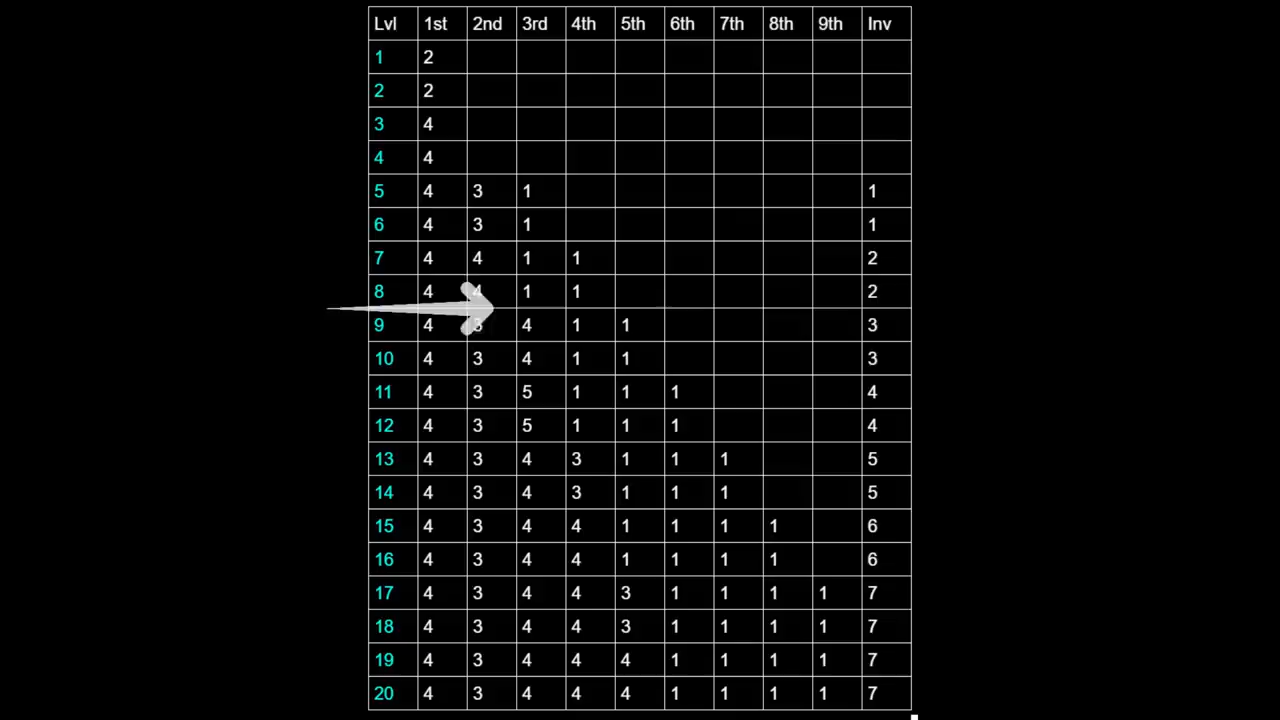 Lvl 1st 2nd 3rd 4th 5th 6th 7th 8th 9th Inv
1 2
2 2
3 4
4 4
5 4 3 1 1
6 4 3 1 1
7 4 4 1 1 2
8 4 4 1 1 2
9 4 3 4 1 1 3
10 4 3 4 1 1 3
11 4 3 5 1 1 1 4
12 4 3 5 1 1 1 4
13 4 3 4 3 1 1 1 5
14 4 3 4 3 1 1 1 5
15 4 3 4 4 1 1 1 1 6
16 4 3 4 4 1 1 1 1 6
17 4 3 4 4 3 1 1 1 1 7
18 4 3 4 4 3 1 1 1 1 7
19 4 3 4 4 4 1 1 1 1 7
20 4 3 4 4 4 1 1 1 1 7